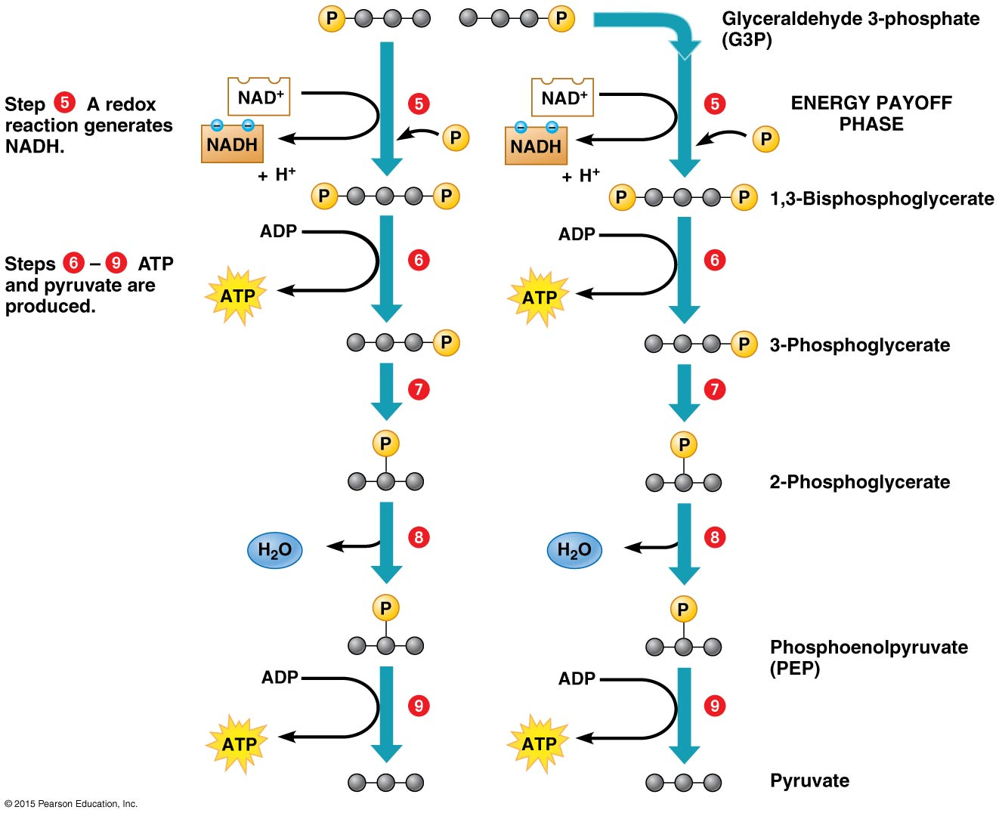 P P Glyceraldehyde 3-phosphate
(G3P)
Step 5 A redox
reaction generates
NADH.
NAD+ 5 NAD+ 5 ENERGY PAYOFF
PHASE
– – P – – P
NADH NADH
+ H+ + H+
P P P P 1,3-Bisphosphoglycerate
ADP ADP
Steps 6 – 9 ATP
and pyruvate are
produced.
6 6
ATP ATP
P P 3-Phosphoglycerate
7 7
P P
2-Phosphoglycerate
8 8
H₂O H₂O
P P
Phosphoenolpyruvate
(PEP)
ADP ADP
9 9
ATP ATP
Pyruvate
© 2015 Pearson Education, Inc.